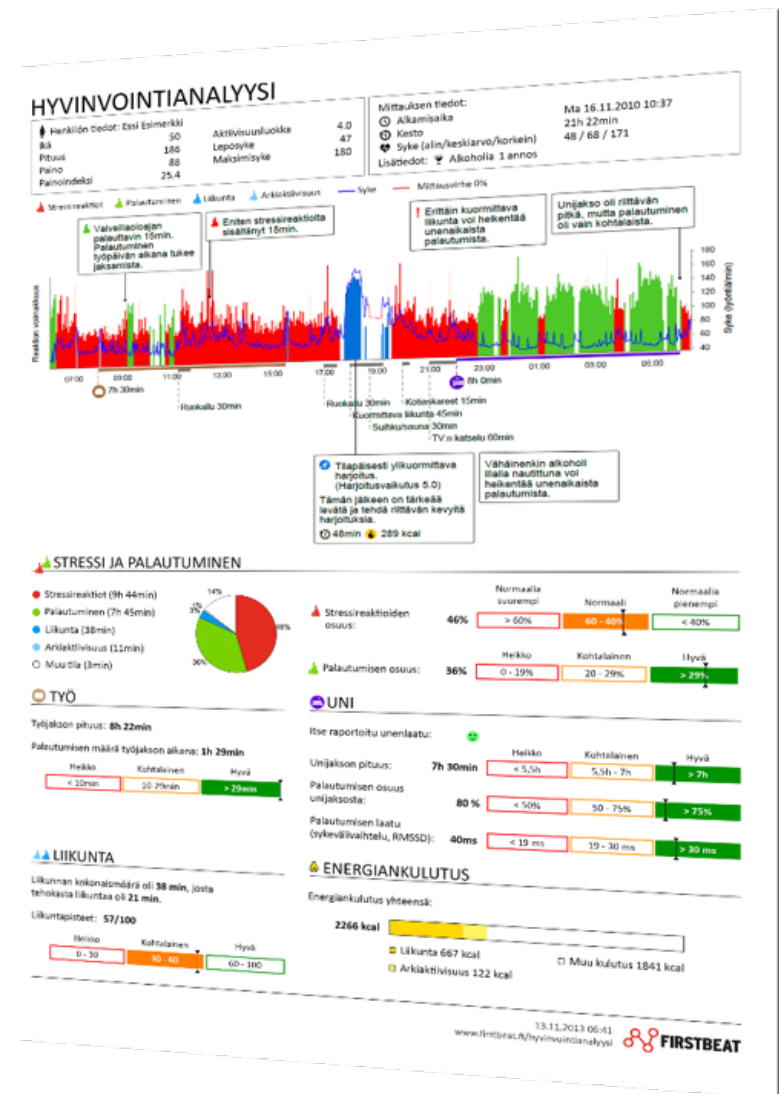 HYVINVOINTIANALYYSI
Henkilön tiedot: Essi Esimerkki
Ikä 50
Pituus 186
Paino 88
Painoindeksi 25.4
Aktiivisuusluokka 4.0
Leposyke 47
Maksimisyke 180
Mittauksen tiedot:
Alkamisaika Ma 16.11.2010 10:37
Kesto 21h 22min
Syke (alin/keskiarvo/korkein) 48 / 68 / 171
Lisätiedot: Alkoholia 1 annos
Stressireaktiot Palautuminen Liikunta Arkiaktiivisuus Syke Mittausvirhe 0%
Valveillaoloajan
palauttavin 15min.
Palautuminen
työpäivän aikana tukee
jaksamista.
Eniten stressireaktioita
sisältänyt 15min.
! Erittäin kuormittava
liikunta voi heikentää
unenaikaista
palautumista.
Unijakso oli riittävän
pitkä, mutta palautuminen
oli vain kohtalaista.
Reaktion voimakkuus
180
160
140
120
100
80
60
40
Syke (lyöntiä/min)
07:00 09:00 11:00 13:00 15:00 17:00 19:00 21:00 23:00 01:00 03:00 05:00
7h 30min
8h 0min
Ruokailu 30min
Ruokailu 30min
Kotiaskareet 15min
Kuormittava liikunta 45min
Suihku/sauna 30min
TV:n katselu 60min
Tilapäisesti ylikuormittava
harjoitus.
(Harjoitusvaikutus 5.0)
Tämän jälkeen on tärkeää
levätä ja tehdä riittävän kevyitä
harjoituksia.
48min 289 kcal
Vähäinenkin alkoholi
illalla nautittuna voi
heikentää unenaikaista
palautumista.
STRESSI JA PALAUTUMINEN
Stressireaktiot (9h 44min)
Palautuminen (7h 45min)
Liikunta (38min)
Arkiaktiivisuus (11min)
Muu tila (3min)
14%
1%
3%
36%
46%
Normaalia
suurempi
Normaali
Normaalia
pienempi
Stressireaktioiden
osuus:
46% > 60% 60 - 40% < 40%
Heikko Kohtalainen Hyvä
Palautumisen osuus: 36% 0 - 19% 20 - 29% > 29%
TYÖ
Työjakson pituus: 8h 22min
Palautumisen määrä työjakson aikana: 1h 29min
Heikko Kohtalainen Hyvä
< 10min 10-29min > 29min
UNI
Itse raportoitu unenlaatu:
Heikko Kohtalainen Hyvä
Unijakson pituus: 7h 30min < 5,5h 5,5h - 7h > 7h
Palautumisen osuus
unijaksosta:
80 % < 50% 50 - 75% > 75%
Palautumisen laatu
(sykevälivaihtelu, RMSSD):
40ms < 19 ms 19 - 30 ms > 30 ms
LIIKUNTA
Liikunnan kokonaismäärä oli 38 min, josta
tehokasta liikuntaa oli 21 min.
Liikuntapisteet: 57/100
Heikko Kohtalainen Hyvä
0 - 30 30 - 60 60 - 100
ENERGIANKULUTUS
Energiankulutus yhteensä:
2266 kcal
Liikunta 667 kcal
Muu kulutus 1841 kcal
Arkiaktiivisuus 122 kcal
13.11.2013 06:41
www.firstbeat.fi/hyvinvointianalyysi
FIRSTBEAT